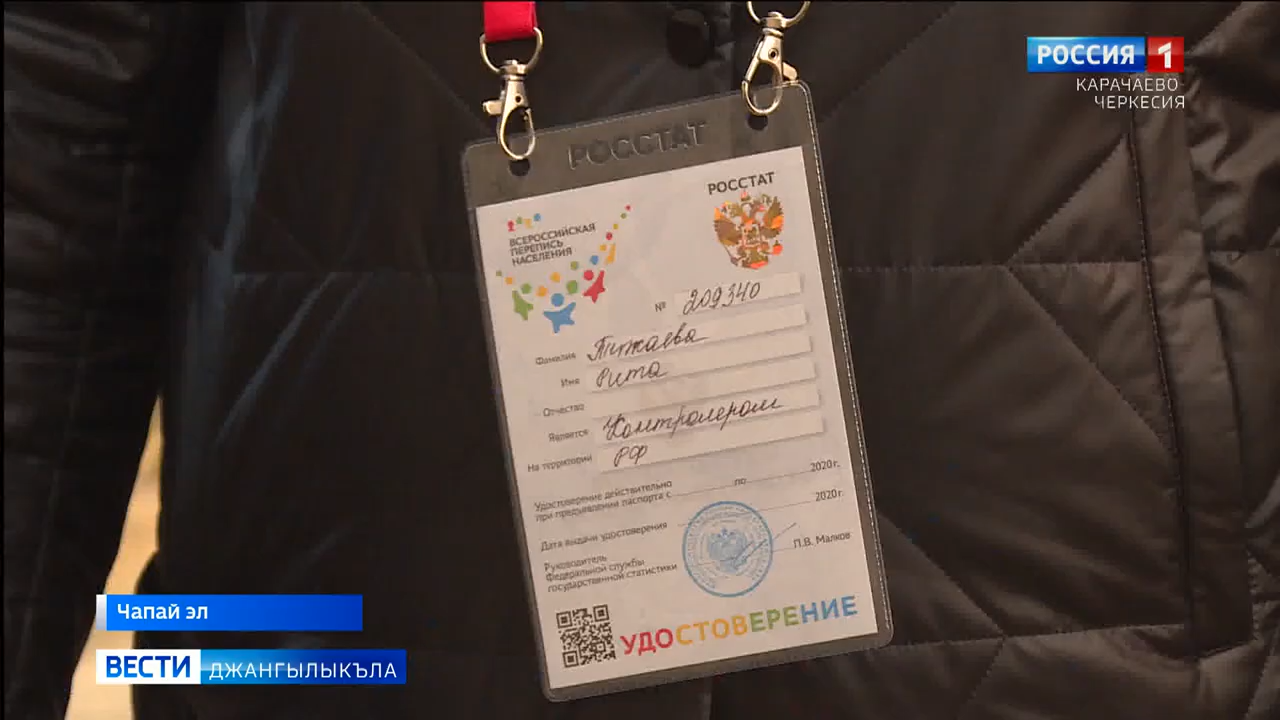 РОССИЯ 1
КАРАЧАЕВО
ЧЕРКЕСИЯ
РОССТАТ
РОССТАТ
ВСЕРОССИЙСКАЯ
ПЕРЕПИСЬ
НАСЕЛЕНИЯ
№ 209340
Фамилия
Имя Рита
Отчество
Является Контролером
На территории РФ
Удостоверение действительно
при предъявлении паспорта с по 2020 г.
Дата выдачи удостоверения 2020 г.
Руководитель
Федеральной службы
государственной статистики П.В. Малков
УДОСТОВЕРЕНИЕ
Чапай эл
ВЕСТИ ДЖАНГЫЛЫКЪЛА